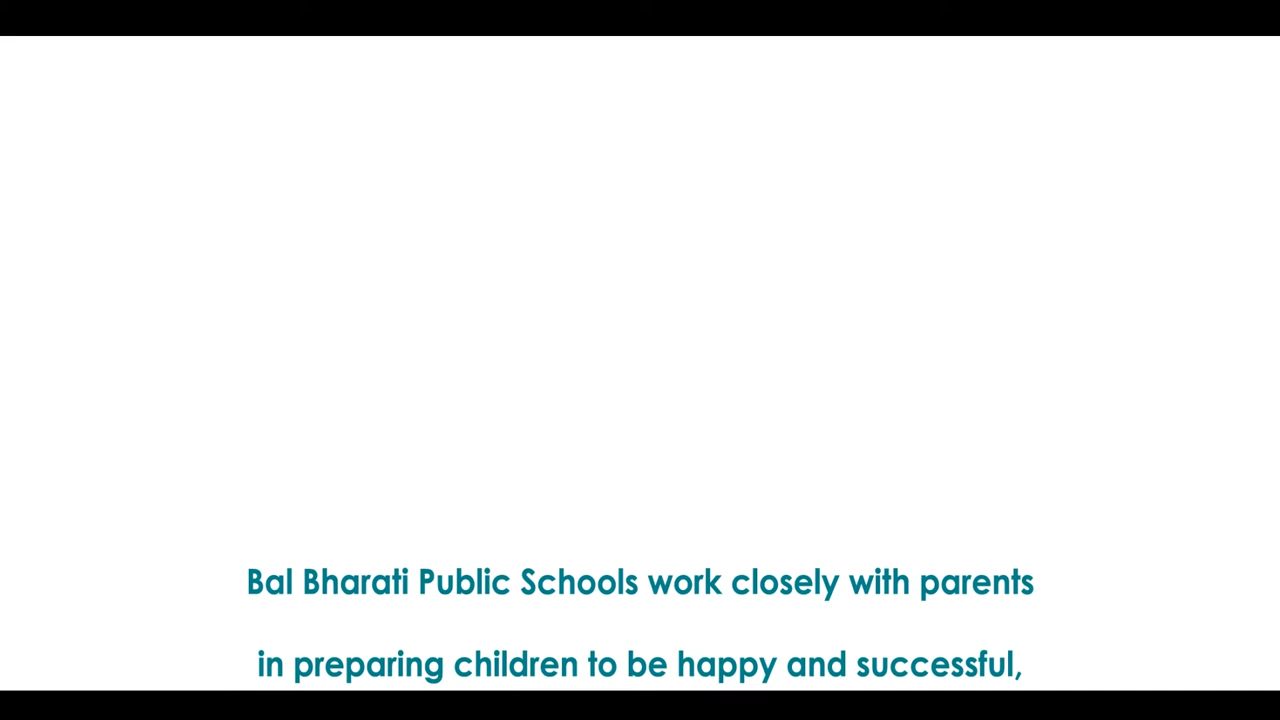 Bal Bharati Public Schools work closely with parents
in preparing children to be happy and successful,